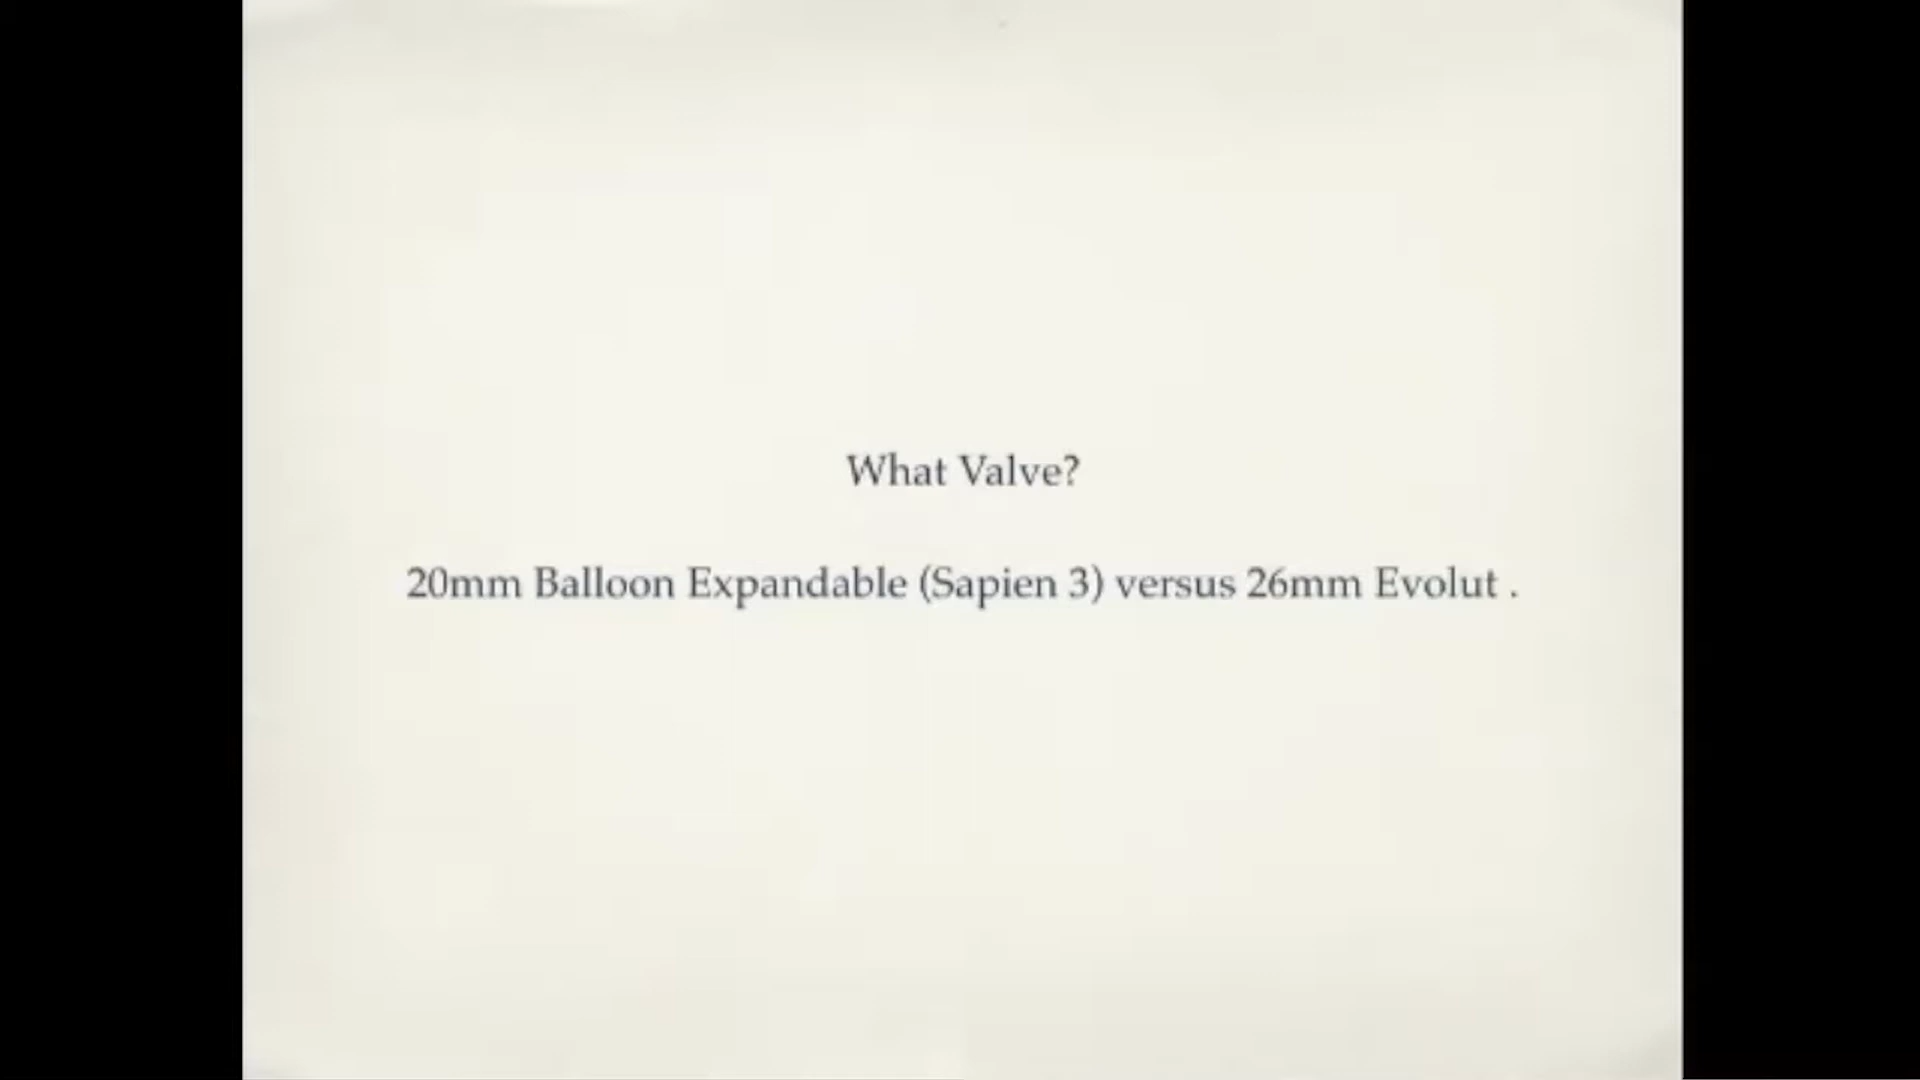 What Valve?
20mm Balloon Expandable (Sapien 3) versus 26mm Evolut .